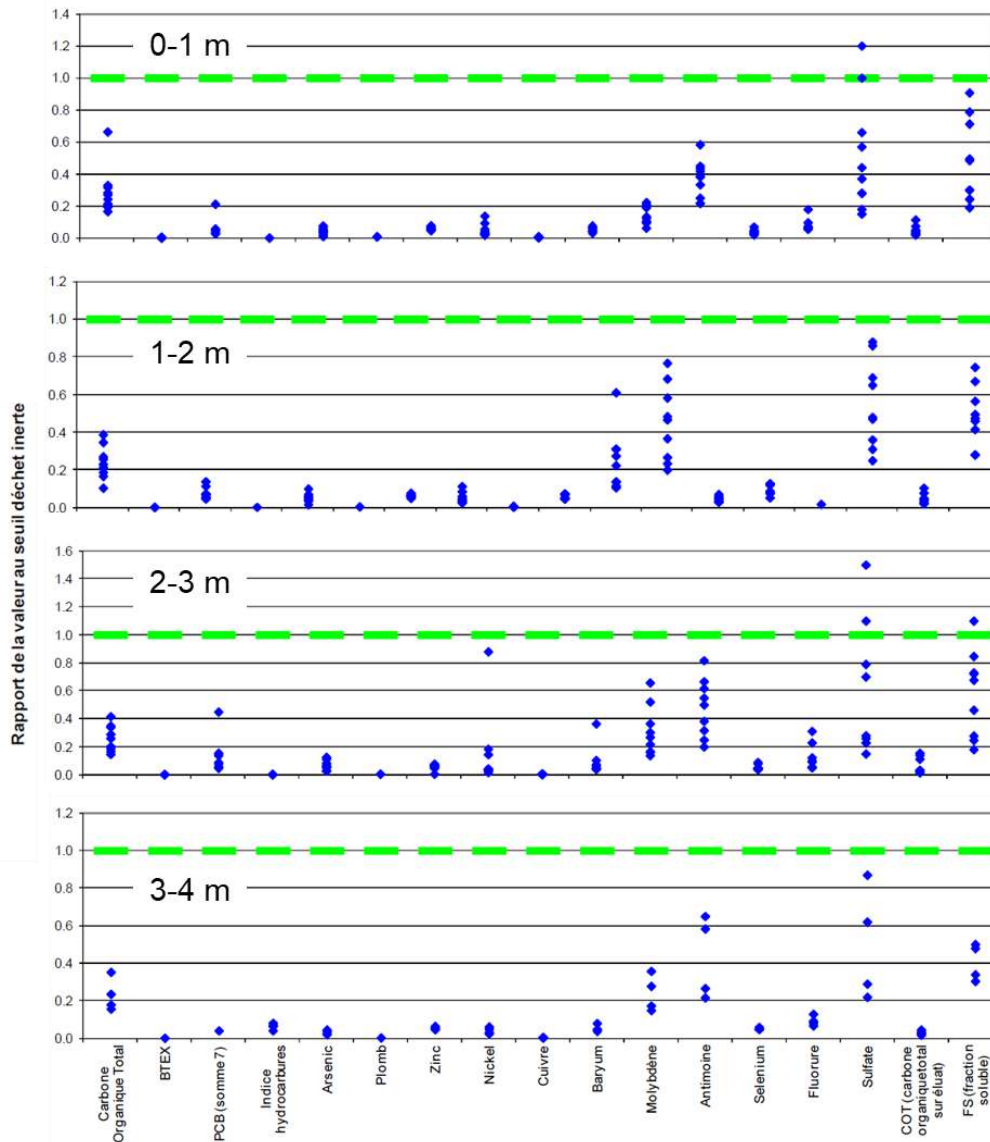 Rapport de la valeur au seuil déchet inerte
1.4
1.2
1.0
0.8
0.6
0.4
0.2
0.0
0-1 m
1.2
1.0
0.8
0.6
0.4
0.2
0.0
1-2 m
1.6
1.4
1.2
1.0
0.8
0.6
0.4
0.2
0.0
2-3 m
1.2
1.0
0.8
0.6
0.4
0.2
0.0
3-4 m
Carbone
Organique Total
BTEX
PCB (somme 7)
Indice
hydrocarbures
Arsenic
Plomb
Zinc
Nickel
Cuivre
Baryum
Molybdène
Antimoine
Selenium
Fluorure
Sulfate
COT (carbone
organiquetotal
sur éluat)
FS (fraction
soluble)